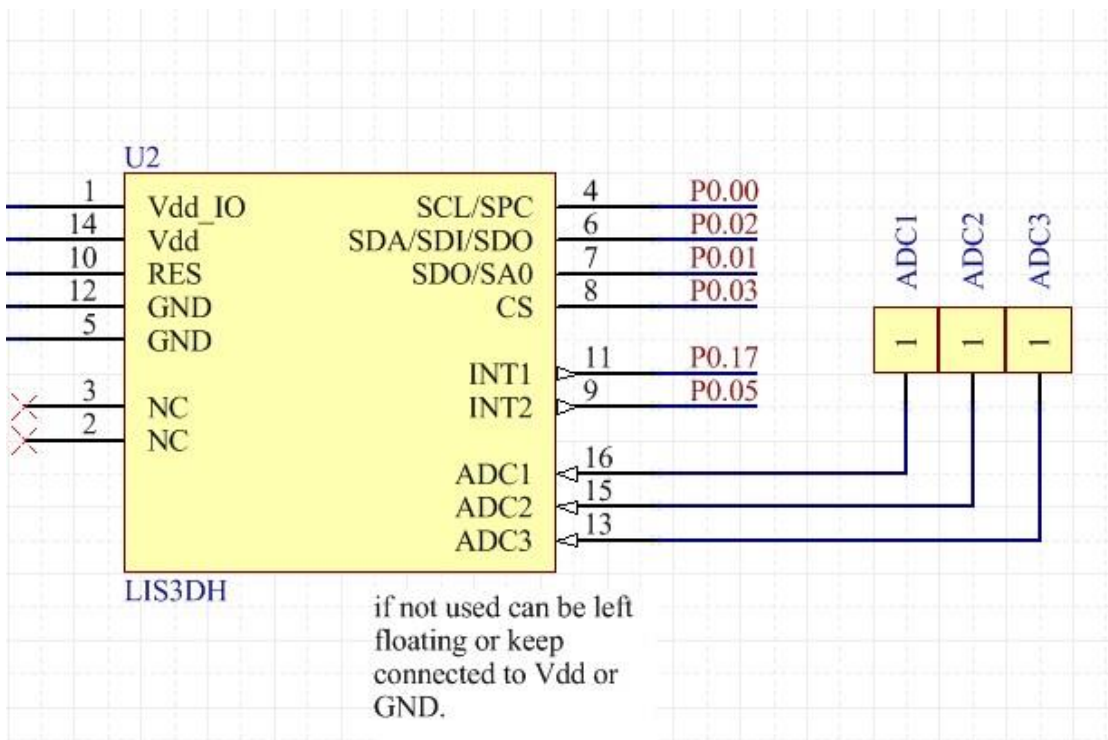 U2
1 Vdd_IO SCL/SPC 4 P0.00
14 Vdd SDA/SDI/SDO 6 P0.02
10 RES SDO/SA0 7 P0.01
12 GND CS 8 P0.03
5 GND
INT1 11 P0.17
3 NC INT2 9 P0.05
2 NC
ADC1 16
ADC2 15
ADC3 13
LIS3DH
if not used can be left
floating or keep
connected to Vdd or
GND.
ADC1 ADC2 ADC3
1 1 1